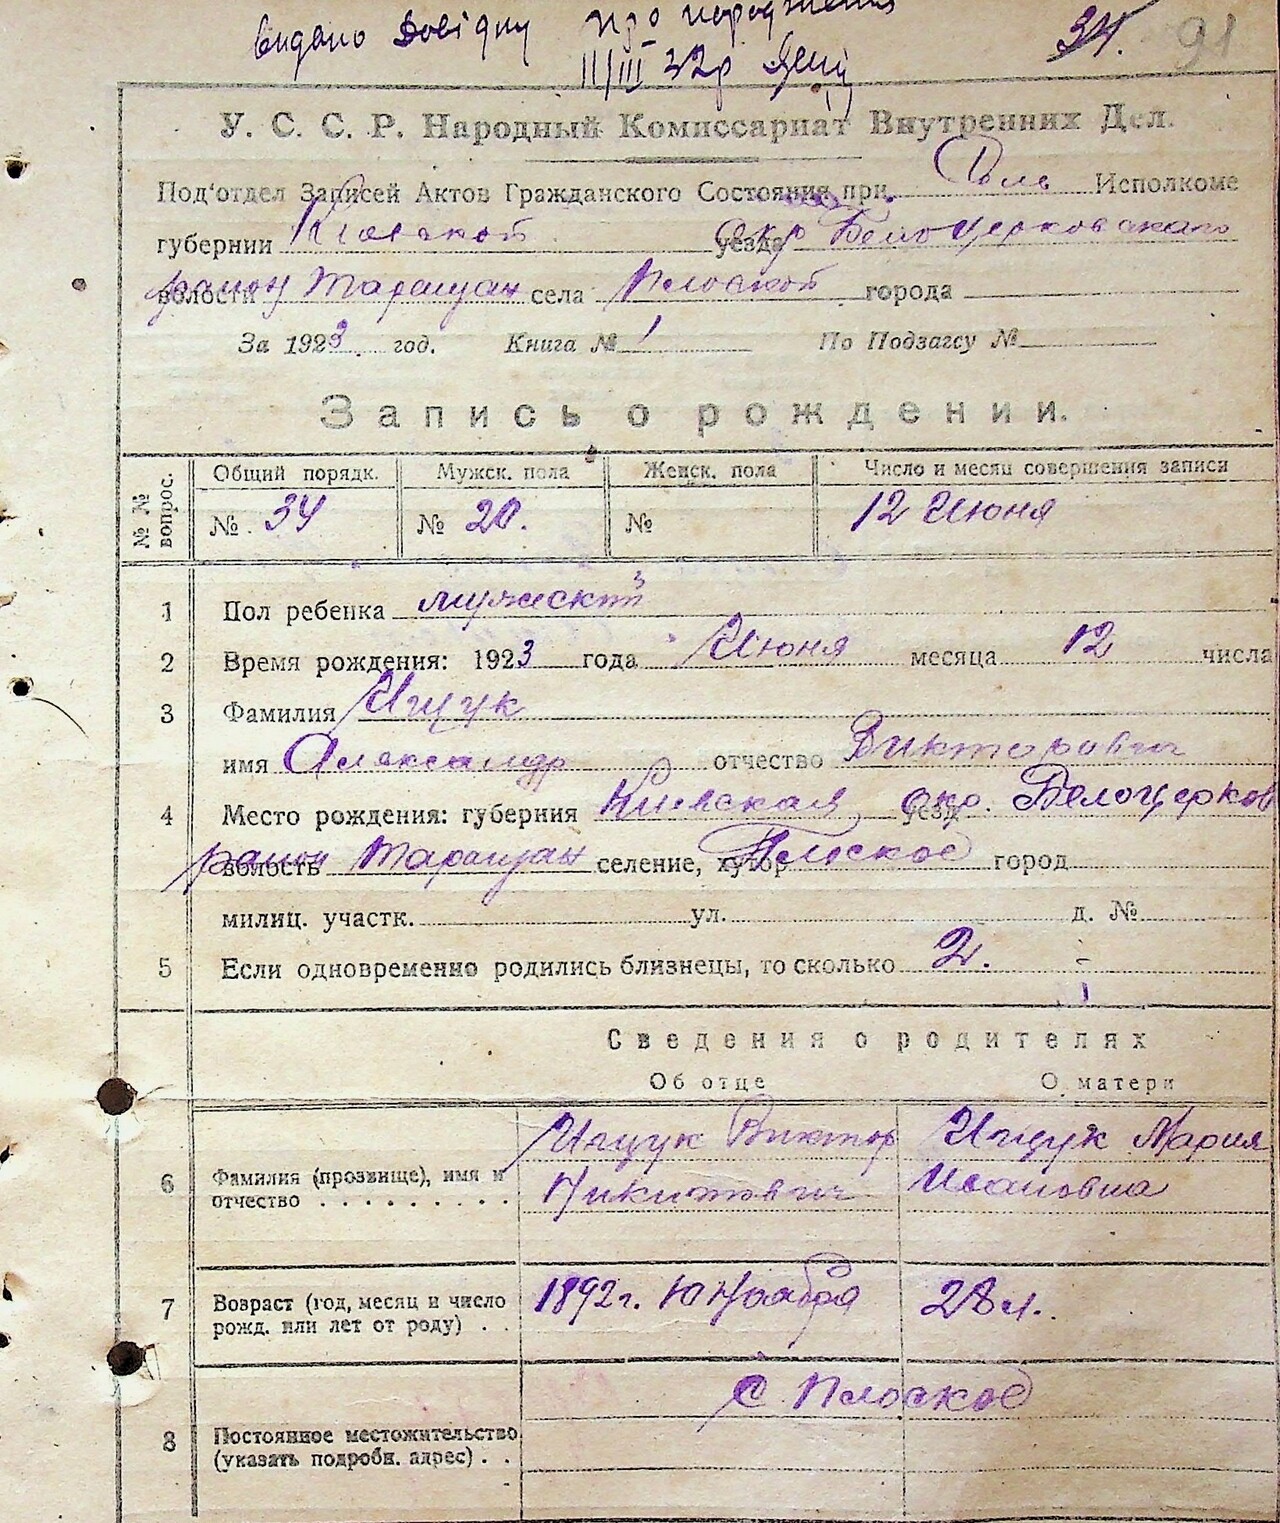 Видано Довідку про народження
34. 91
11/III 32р
У. С. С. Р. Народный Комиссариат Внутренних Дел.
Под'отдел Записей Актов Гражданского Состояния при Исполкоме
губернии Киевской уезда окр Белоцерковского
волости район Таращан села Плоской города
За 1923 год. Книга № 1 По Подзагсу №
Запись о рождении.
№ № вопрос. Общий порядк. Мужск. пола Женск. пола Число и месяц совершения записи
№ 34 № 20. № 12 Июня
1 Пол ребенка мужеский
2 Время рождения: 1923 года Июня месяца 12 числа
3 Фамилия Ищук
имя Александр отчество Викторович
4 Место рождения: губерния Киевская уезд окр. Белоцерков
волость район Таращан селение, хутор Плоское город
милиц. участк. ул. д. №
5 Если одновременно родились близнецы, то сколько 2.
Сведения о родителях
Об отце О матери
6 Фамилия (прозвище), имя и отчество . . . . . . . . .
Ищук Виктор Никитович
Ищук Мария
7 Возраст (год, месяц и число рожд. или лет от роду) . .
1892 г. 10 Ноября 28 л.
8 Постоянное местожительство (указать подробн. адрес) . .
С. Плоское